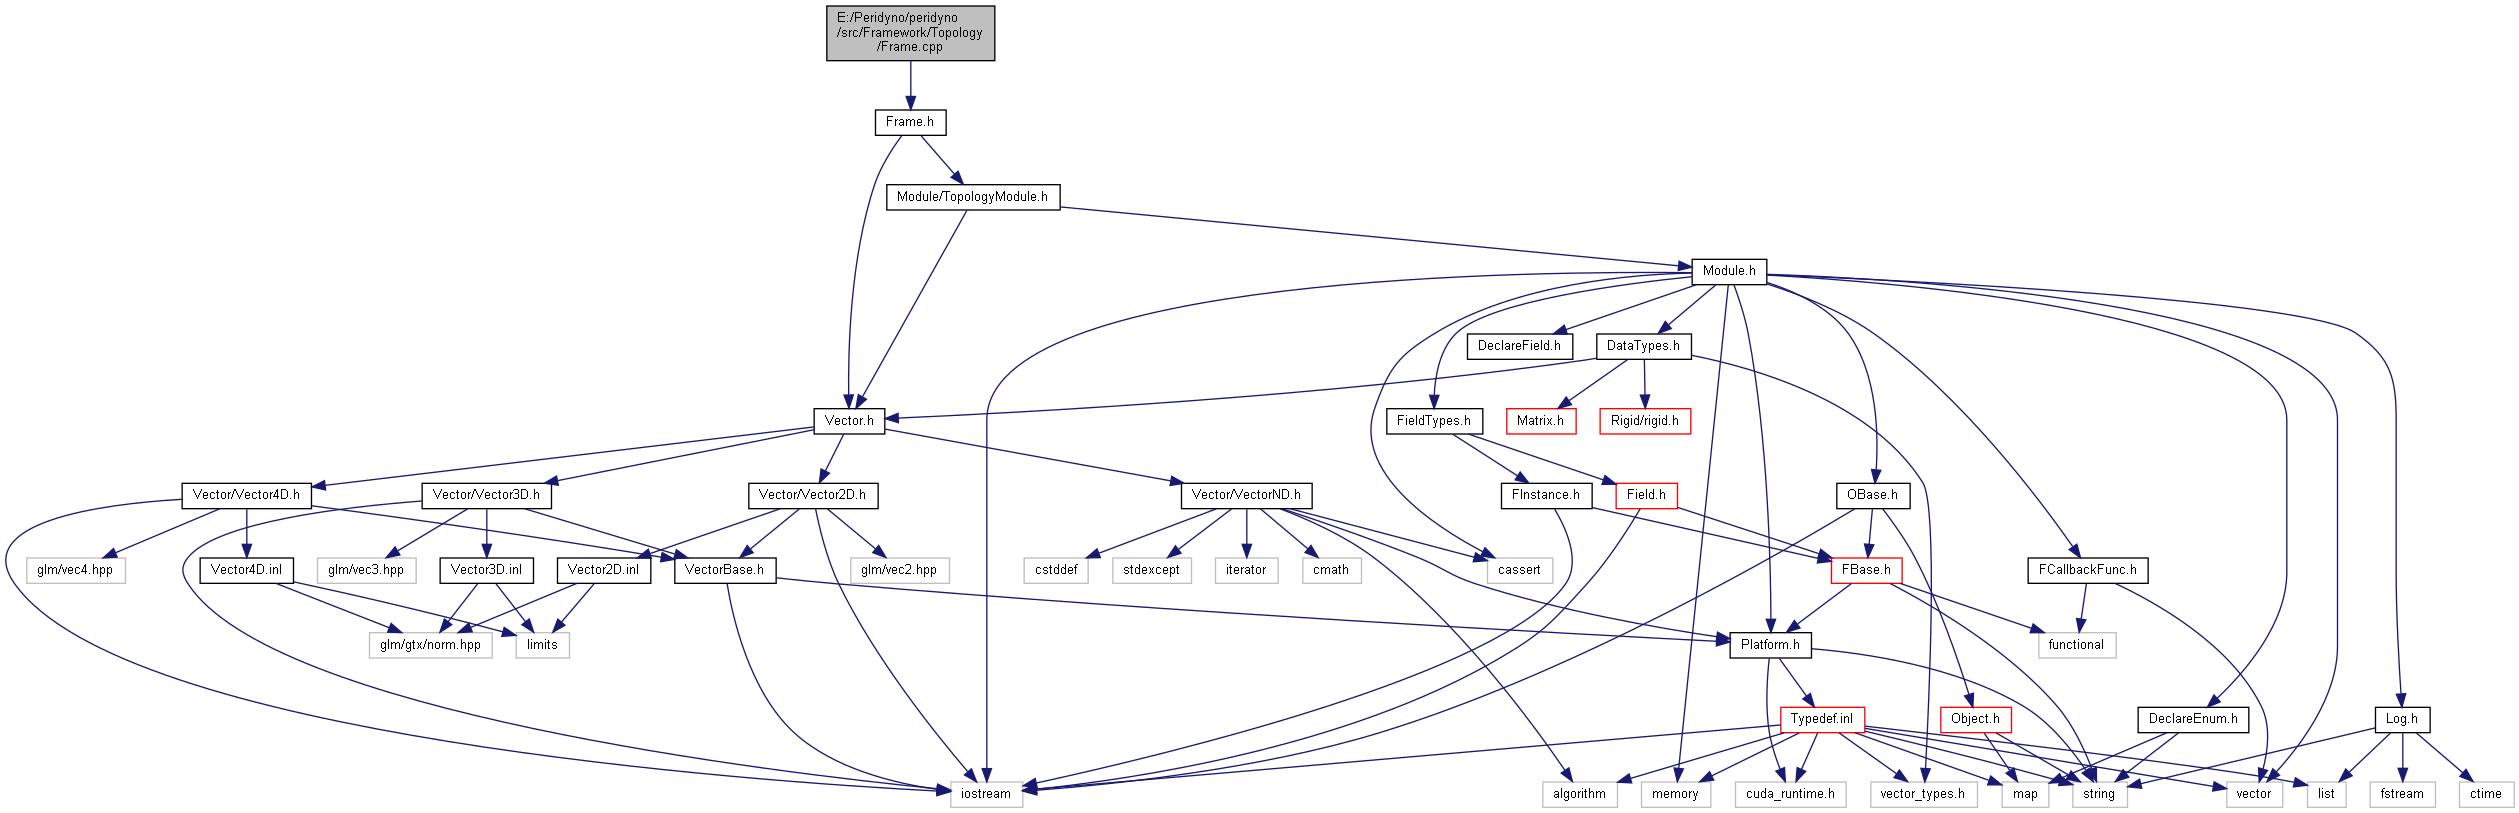 E:/Peridyno/peridyno
/src/Framework/Topology
/Frame.cpp
Frame.h
Module/TopologyModule.h
Module.h
DeclareField.h
DataTypes.h
Vector.h
FieldTypes.h
Matrix.h
Rigid/rigid.h
Vector/Vector4D.h
Vector/Vector3D.h
Vector/Vector2D.h
Vector/VectorND.h
FInstance.h
Field.h
OBase.h
glm/vec4.hpp
Vector4D.inl
glm/vec3.hpp
Vector3D.inl
Vector2D.inl
VectorBase.h
glm/vec2.hpp
cstddef
stdexcept
iterator
cmath
cassert
FBase.h
FCallbackFunc.h
glm/gtx/norm.hpp
limits
Platform.h
functional
Typedef.inl
Object.h
DeclareEnum.h
Log.h
iostream
algorithm
memory
cuda_runtime.h
vector_types.h
map
string
vector
list
fstream
ctime